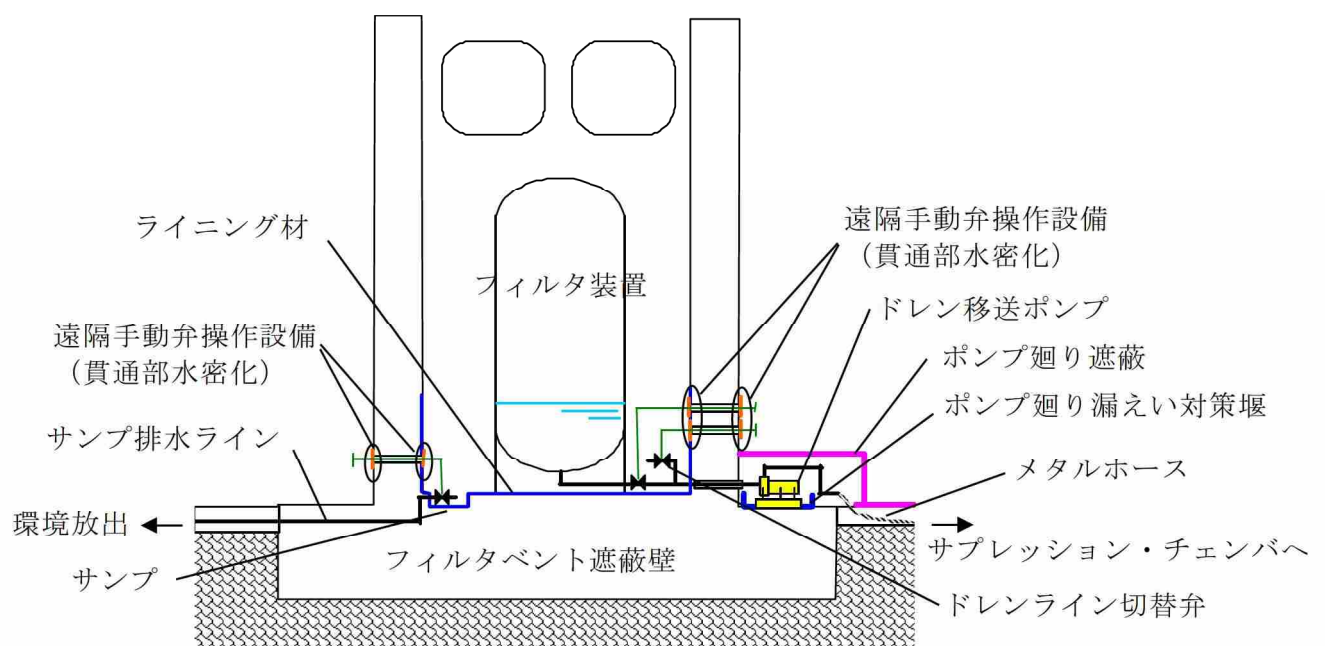 ライニング材
遠隔手動弁操作設備
（貫通部水密化）
サンプ排水ライン
環境放出
サンプ
フィルタ装置
フィルタベント遮蔽壁
遠隔手動弁操作設備
（貫通部水密化）
ドレン移送ポンプ
ポンプ廻り遮蔽
ポンプ廻り漏えい対策堰
メタルホース
サプレッション・チェンバへ
ドレンライン切替弁